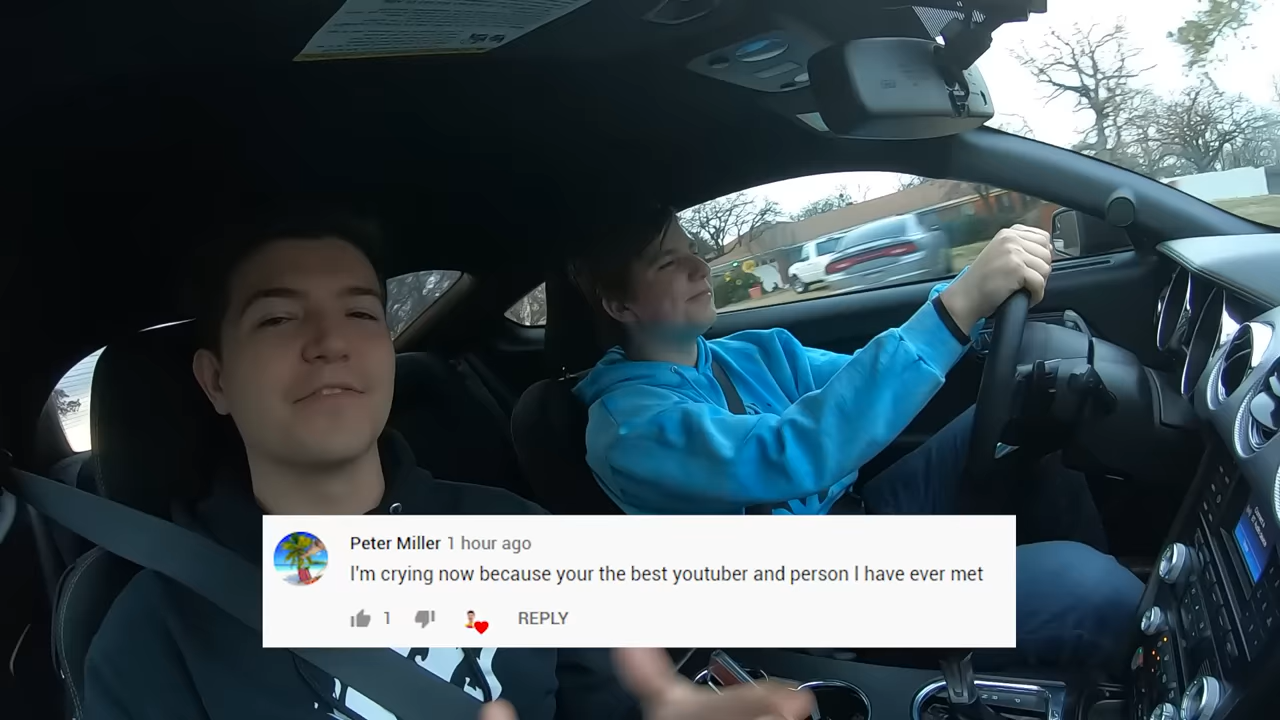 Peter Miller 1 hour ago
I'm crying now because your the best youtuber and person I have ever met
1
REPLY